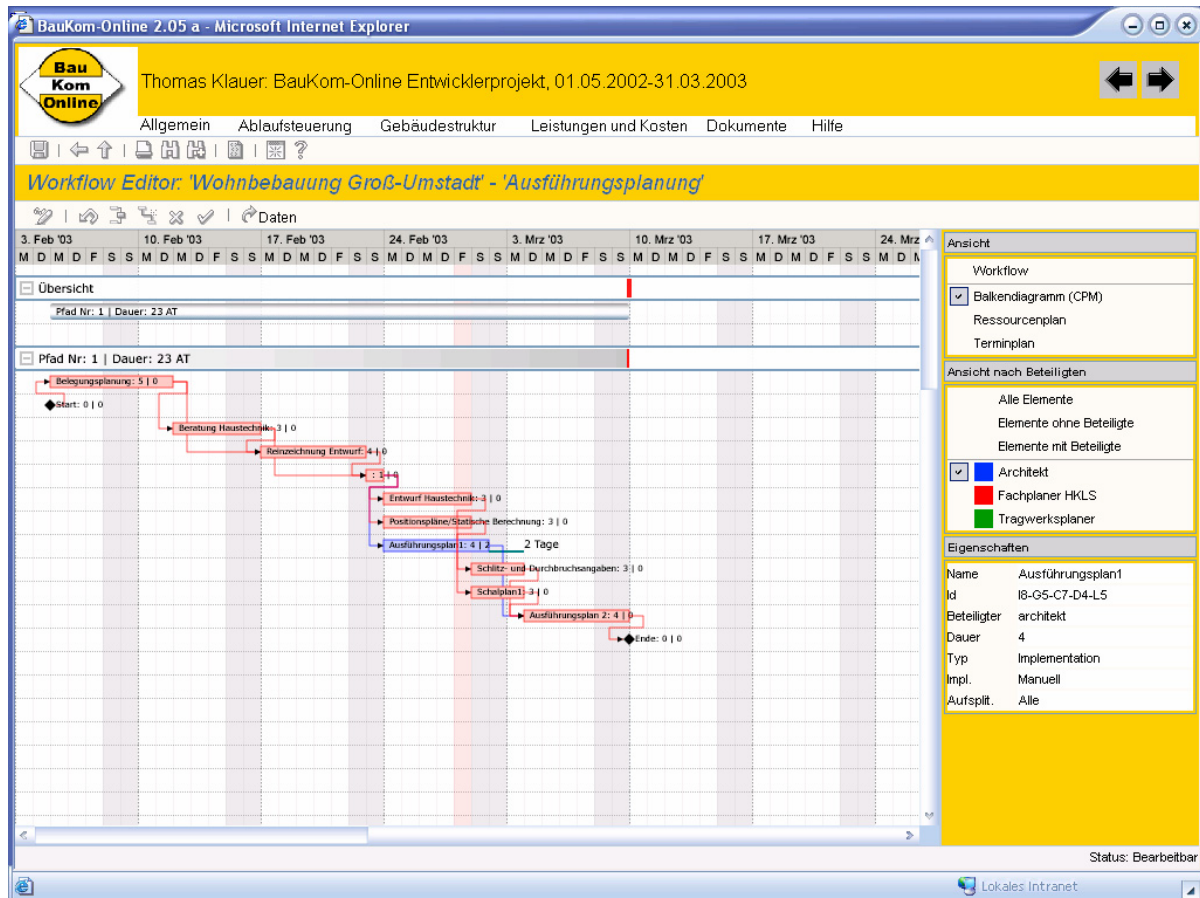 BauKom-Online 2.05 a - Microsoft Internet Explorer
Bau
Kom
Online
Thomas Klauer: BauKom-Online Entwicklerprojekt, 01.05.2002-31.03.2003
Allgemein Ablaufsteuerung Gebäudestruktur Leistungen und Kosten Dokumente Hilfe
Workflow Editor: 'Wohnbebauung Groß-Umstadt' - 'Ausführungsplanung'
Daten
3. Feb '03 10. Feb '03 17. Feb '03 24. Feb '03 3. Mrz '03 10. Mrz '03 17. Mrz '03 24. Mrz
M D M D F S S M D M D F S S M D M D F S S M D M D F S S M D M D F S S M D M D F S S M D M D F S S M D M
Übersicht
Pfad Nr: 1 | Dauer: 23 AT
Pfad Nr: 1 | Dauer: 23 AT
Belegungsplanung: 5 | 0
Start: 0 | 0
Beratung Haustechnik: 3 | 0
Reinzeichnung Entwurf: 4 | 0
: 1 | 0
Entwurf Haustechnik: 3 | 0
Positionspläne/Statische Berechnung: 3 | 0
Ausführungsplan1: 4 | 2 2 Tage
Schlitz- und Durchbruchsangaben: 3 | 0
Schalplan1: 3 | 0
Ausführungsplan 2: 4 | 0
Ende: 0 | 0
Ansicht
Workflow
Balkendiagramm (CPM)
Ressourcenplan
Terminplan
Ansicht nach Beteiligten
Alle Elemente
Elemente ohne Beteiligte
Elemente mit Beteiligte
Architekt
Fachplaner HKLS
Tragwerksplaner
Eigenschaften
Name Ausführungsplan1
Id I8-G5-C7-D4-L5
Beteiligter architekt
Dauer 4
Typ Implementation
Impl. Manuell
Aufsplit. Alle
Status: Bearbeitbar
Lokales Intranet